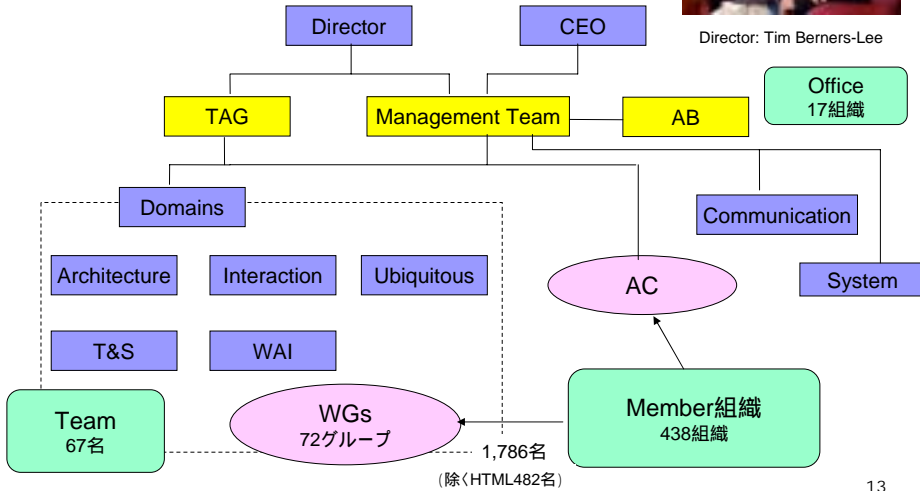 Director
CEO
Director: Tim Berners-Lee
Office
17組織
TAG
Management Team
AB
Domains
Communication
Architecture
Interaction
Ubiquitous
AC
System
T&S
WAI
Team
67名
WGs
72グループ
Member組織
438組織
1,786名
(除くHTML482名)
13